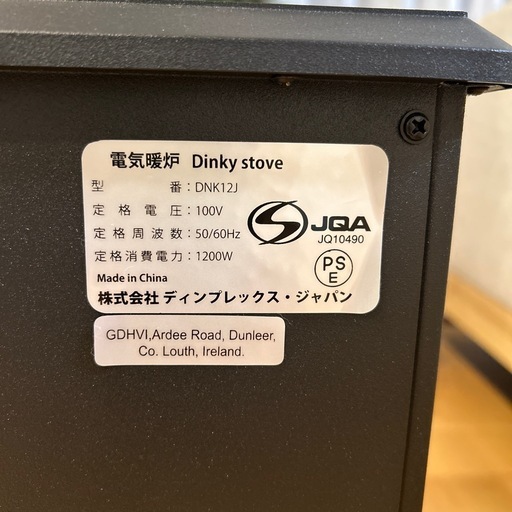 電気暖炉 Dinky stove
型番:DNK12J
定格電圧:100V
定格周波数:50/60Hz
定格消費電力:1200W
Made in China
株式会社 ディンプレックス・ジャパン
JQA
JQ10490
PS
E
GDHVI,Ardee Road, Dunleer,
Co. Louth, Ireland.